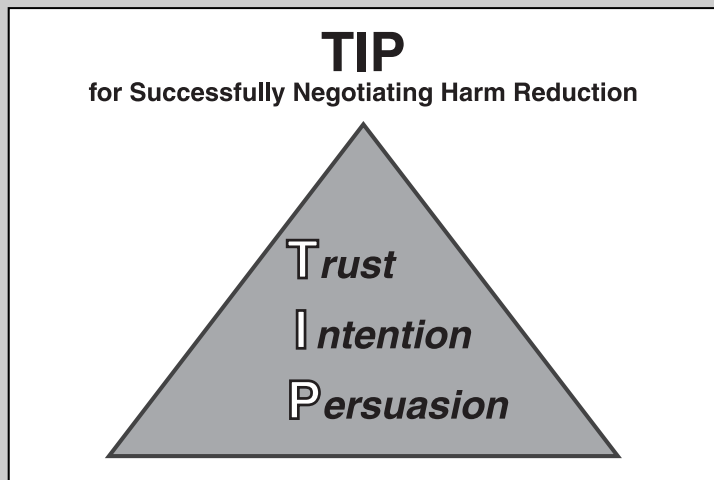 TIP
for Successfully Negotiating Harm Reduction
Trust
Intention
Persuasion